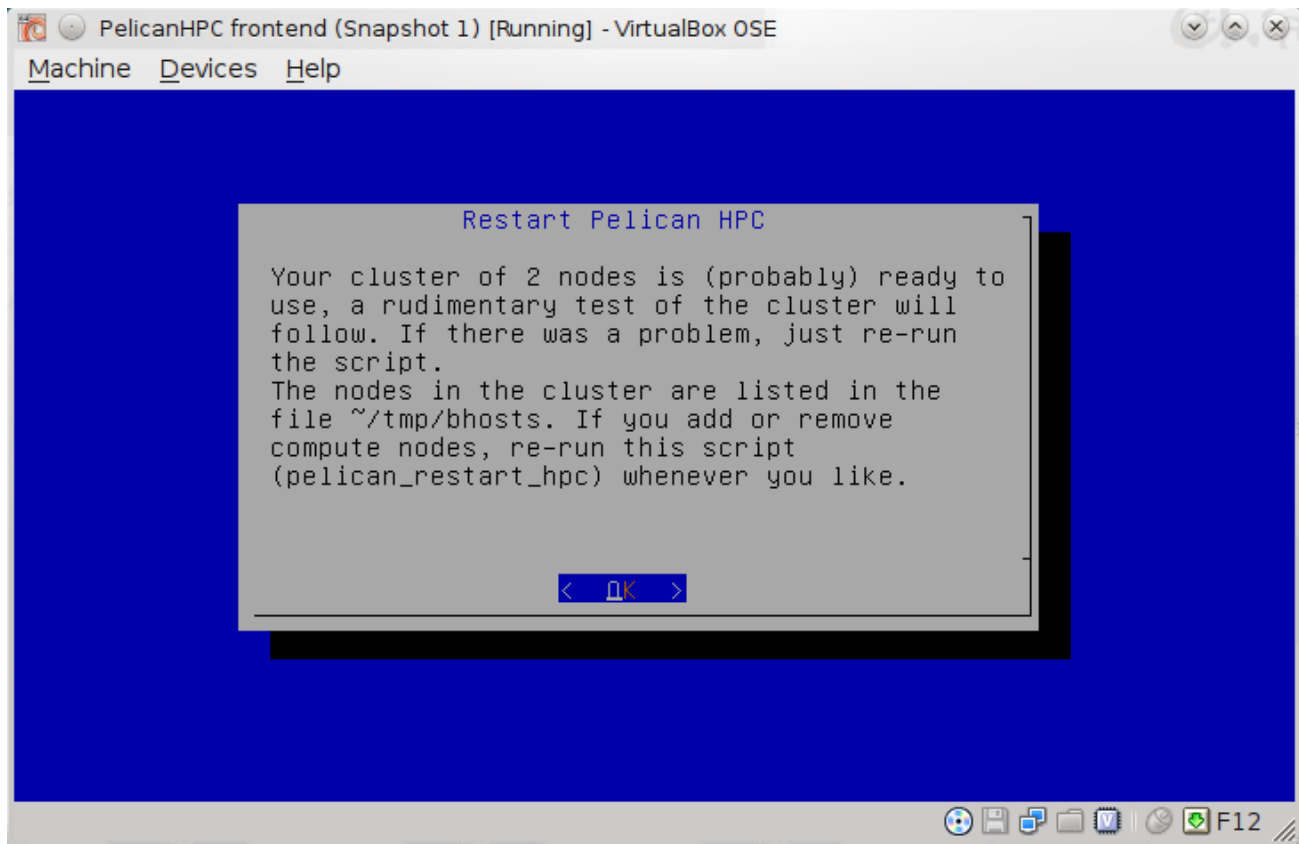 PelicanHPC frontend (Snapshot 1) [Running] - VirtualBox OSE
Machine Devices Help
Restart Pelican HPC
Your cluster of 2 nodes is (probably) ready to
use, a rudimentary test of the cluster will
follow. If there was a problem, just re-run
the script.
The nodes in the cluster are listed in the
file ~/tmp/bhosts. If you add or remove
compute nodes, re-run this script
(pelican_restart_hpc) whenever you like.
< OK >
F12